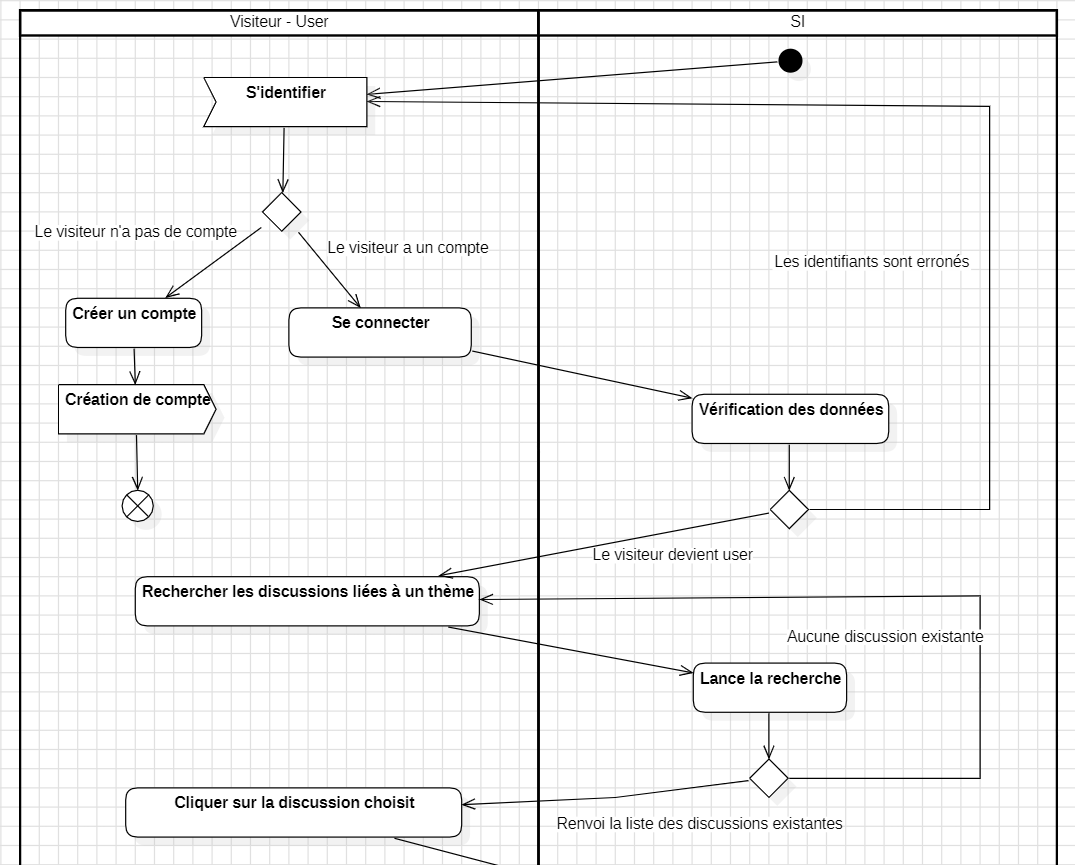 Visiteur - User
SI
S'identifier
Le visiteur n'a pas de compte
Le visiteur a un compte
Les identifiants sont erronés
Créer un compte
Se connecter
Création de compte
Vérification des données
Le visiteur devient user
Rechercher les discussions liées à un thème
Aucune discussion existante
Lance la recherche
Cliquer sur la discussion choisit
Renvoi la liste des discussions existantes